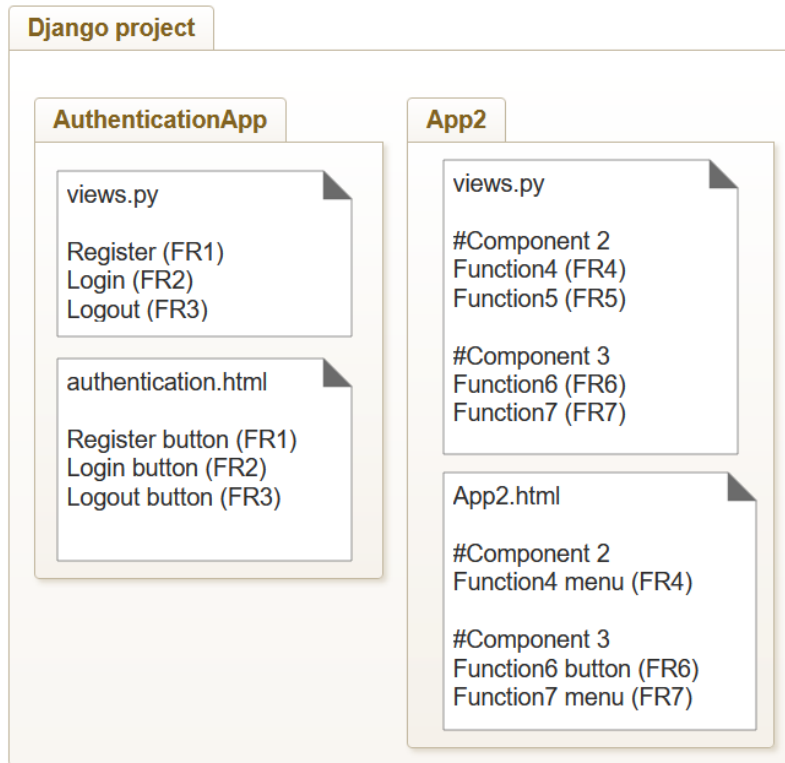 Django project
AuthenticationApp
views.py
Register (FR1)
Login (FR2)
Logout (FR3)
authentication.html
Register button (FR1)
Login button (FR2)
Logout button (FR3)
App2
views.py
#Component 2
Function4 (FR4)
Function5 (FR5)
#Component 3
Function6 (FR6)
Function7 (FR7)
App2.html
#Component 2
Function4 menu (FR4)
#Component 3
Function6 button (FR6)
Function7 menu (FR7)